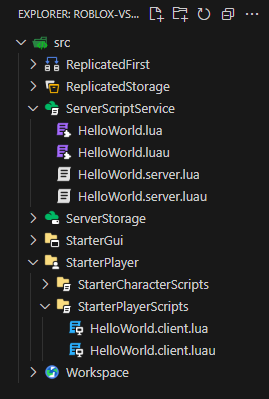 EXPLORER: ROBLOX-VS...
src
ReplicatedFirst
ReplicatedStorage
ServerScriptService
HelloWorld.lua
HelloWorld.luau
HelloWorld.server.lua
HelloWorld.server.luau
ServerStorage
StarterGui
StarterPlayer
StarterCharacterScripts
StarterPlayerScripts
HelloWorld.client.lua
HelloWorld.client.luau
Workspace